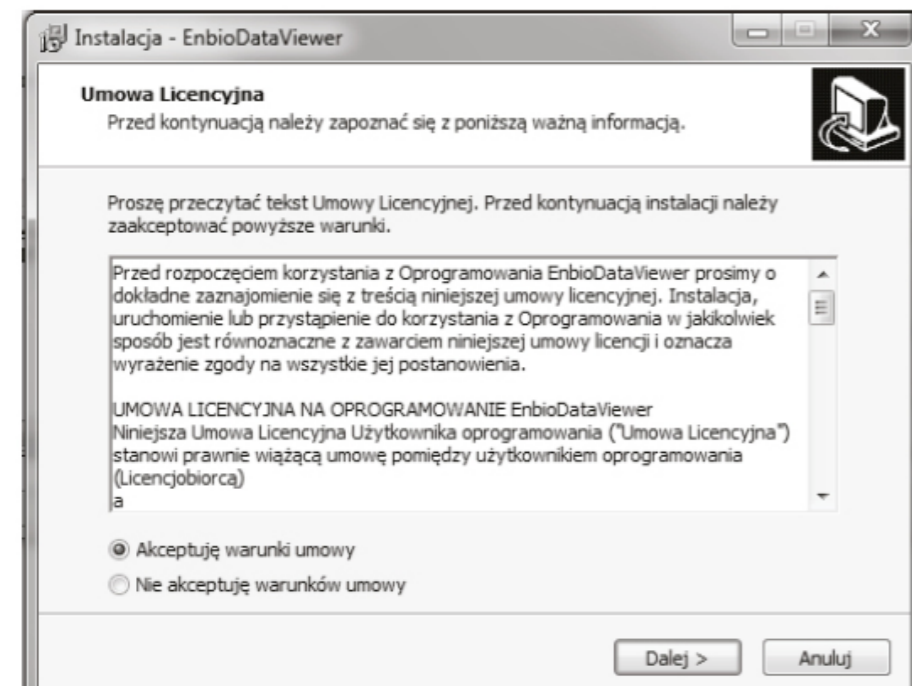 Instalacja - EnbioDataViewer
Umowa Licencyjna
Przed kontynuacją należy zapoznać się z poniższą ważną informacją.
Proszę przeczytać tekst Umowy Licencyjnej. Przed kontynuacją instalacji należy
zaakceptować powyższe warunki.
Przed rozpoczęciem korzystania z Oprogramowania EnbioDataViewer prosimy o
dokładne zaznajomienie się z treścią niniejszej umowy licencyjnej. Instalacja,
uruchomienie lub przystąpienie do korzystania z Oprogramowania w jakikolwiek
sposób jest równoznaczne z zawarciem niniejszej umowy licencji i oznacza
wyrażenie zgody na wszystkie jej postanowienia.
UMOWA LICENCYJNA NA OPROGRAMOWANIE EnbioDataViewer
Niniejsza Umowa Licencyjna Użytkownika oprogramowania ("Umowa Licencyjna")
stanowi prawnie wiążącą umowę pomiędzy użytkownikiem oprogramowania
(Licencjobiorcą)
a
Akceptuję warunki umowy
Nie akceptuję warunków umowy
Dalej >
Anuluj